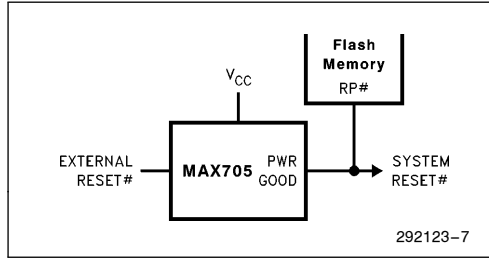 Flash
Memory
RP#
VCC
EXTERNAL
RESET#
MAX705
PWR
GOOD
SYSTEM
RESET#
292123-7